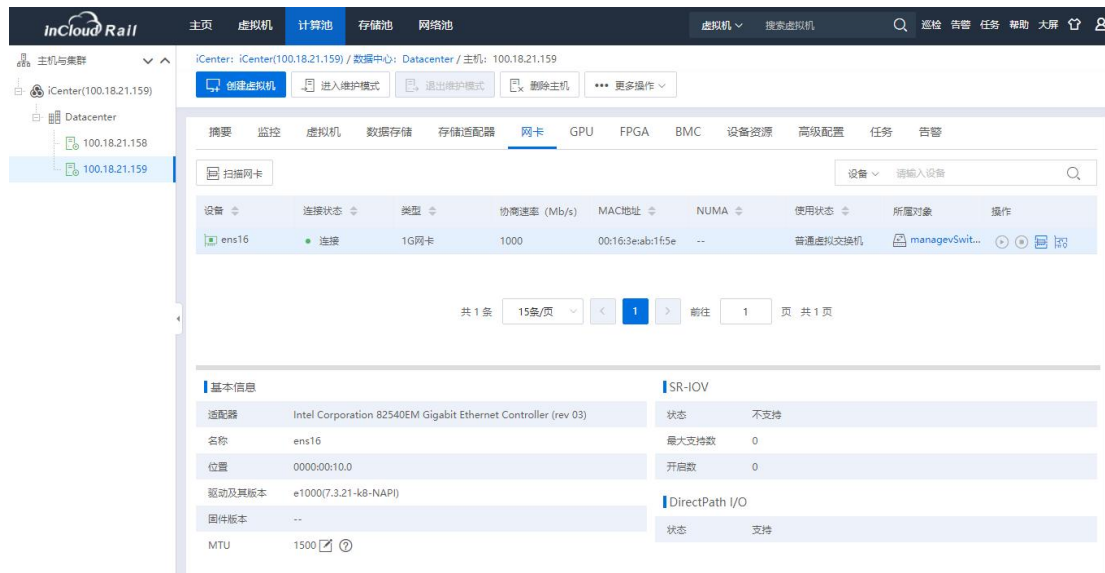 inCloud Rail
主页 虚拟机 计算池 存储池 网络池 虚拟机 搜索虚拟机 巡检 告警 任务 帮助 大屏
主机与集群
iCenter(100.18.21.159)
Datacenter
100.18.21.158
100.18.21.159
iCenter: iCenter(100.18.21.159) / 数据中心: Datacenter / 主机: 100.18.21.159
创建虚拟机 进入维护模式 退出维护模式 删除主机 ••• 更多操作
摘要 监控 虚拟机 数据存储 存储适配器 网卡 GPU FPGA BMC 设备资源 高级配置 任务 告警
扫描网卡 设备 请输入设备
设备 连接状态 类型 协商速率 (Mb/s) MAC地址 NUMA 使用状态 所属对象 操作
ens16 连接 1G网卡 1000 00:16:3e:ab:1f:5e -- 普通虚拟交换机 managevSwit...
共 1 条 15条/页 < 1 > 前往 1 页 共 1 页
基本信息
适配器 Intel Corporation 82540EM Gigabit Ethernet Controller (rev 03)
名称 ens16
位置 0000:00:10.0
驱动及其版本 e1000(7.3.21-k8-NAPI)
固件版本 --
MTU 1500
SR-IOV
状态 不支持
最大支持数 0
开启数 0
DirectPath I/O
状态 支持